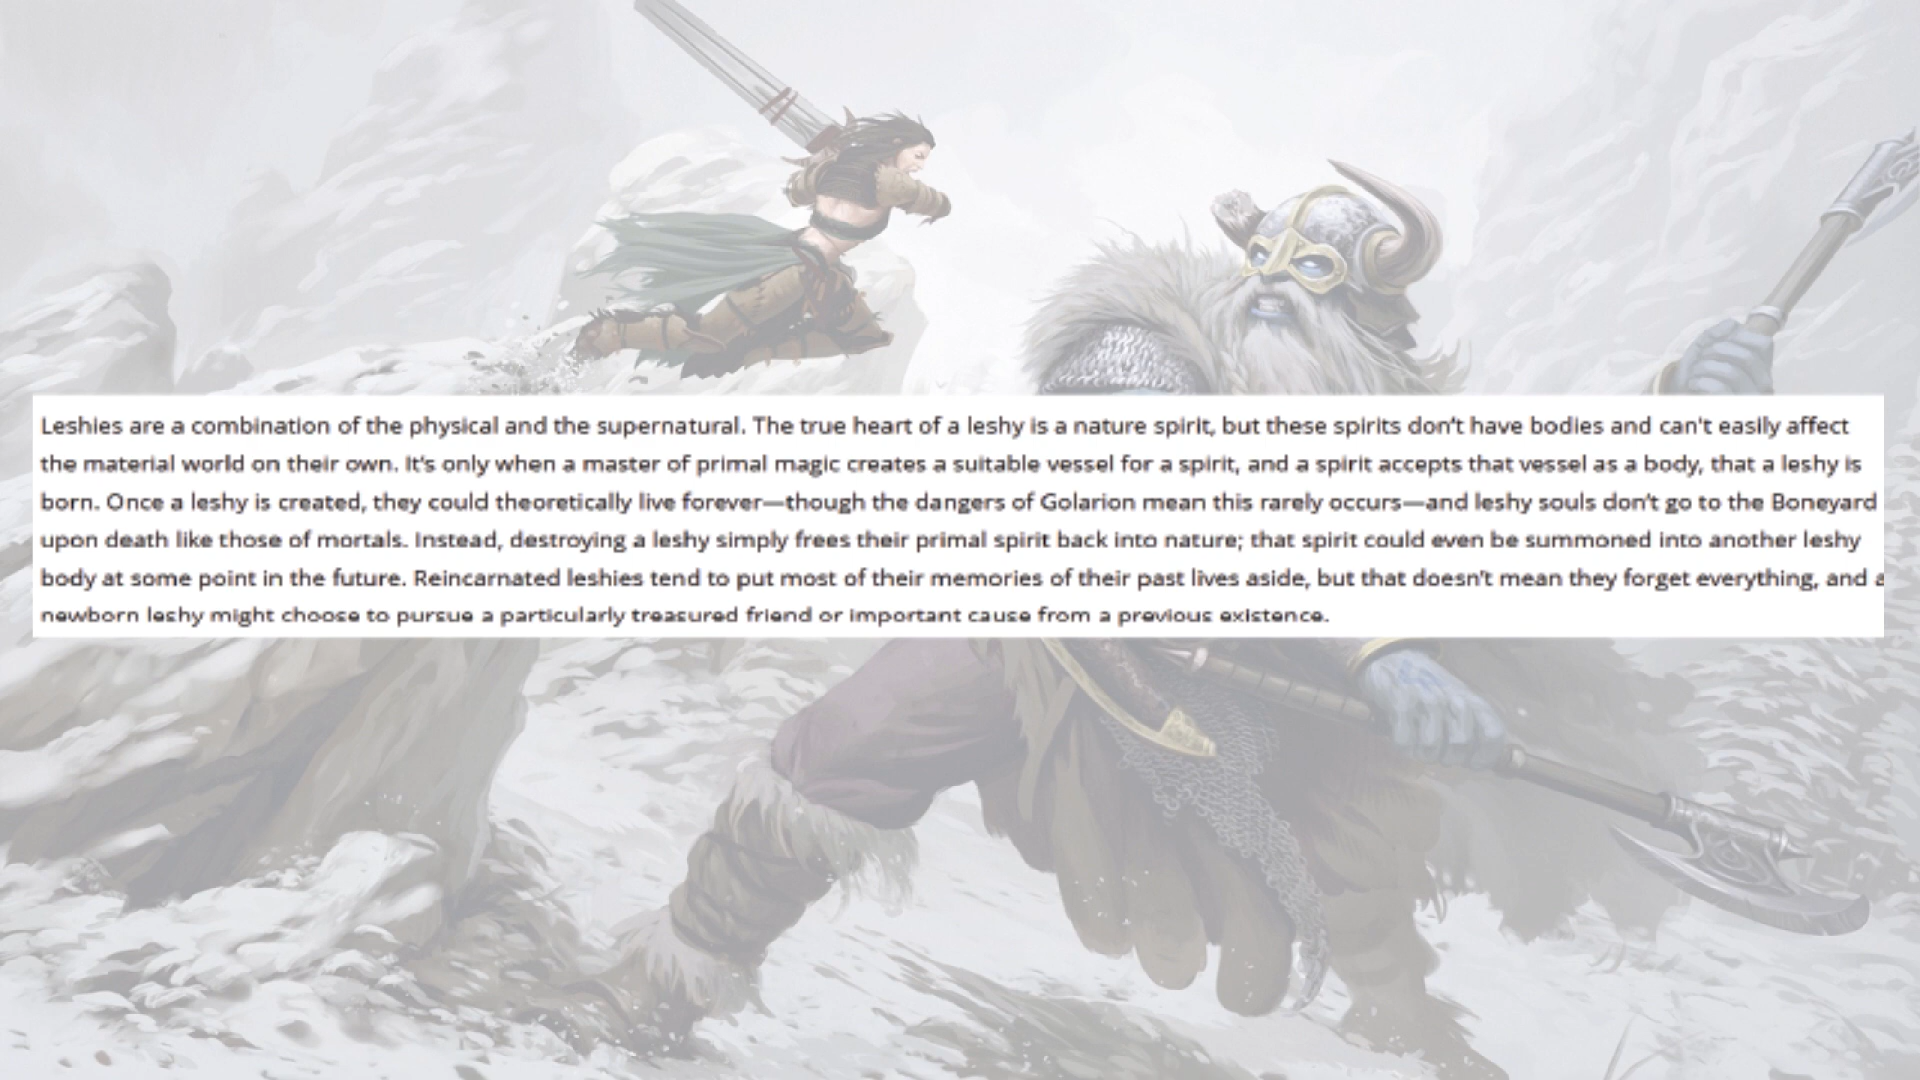 Leshies are a combination of the physical and the supernatural. The true heart of a leshy is a nature spirit, but these spirits don't have bodies and can't easily affect
the material world on their own. It's only when a master of primal magic creates a suitable vessel for a spirit, and a spirit accepts that vessel as a body, that a leshy is
born. Once a leshy is created, they could theoretically live forever—though the dangers of Golarion mean this rarely occurs—and leshy souls don't go to the Boneyard
upon death like those of mortals. Instead, destroying a leshy simply frees their primal spirit back into nature; that spirit could even be summoned into another leshy
body at some point in the future. Reincarnated leshies tend to put most of their memories of their past lives aside, but that doesn't mean they forget everything, and a
newborn leshy might choose to pursue a particularly treasured friend or important cause from a previous existence.